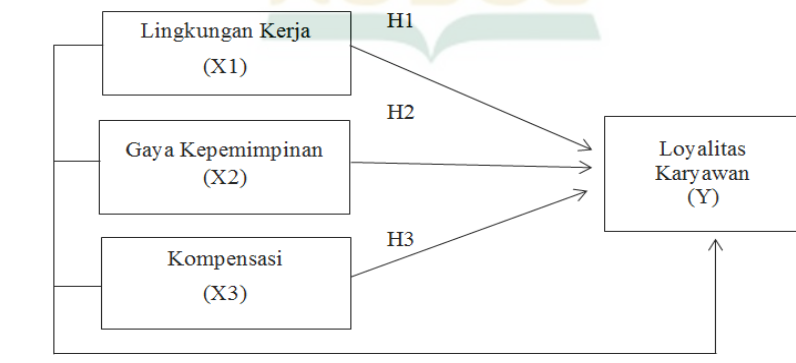 H1
Lingkungan Kerja
(X1)
H2
Gaya Kepemimpinan
(X2)
Loyalitas
Karyawan
(Y)
H3
Kompensasi
(X3)